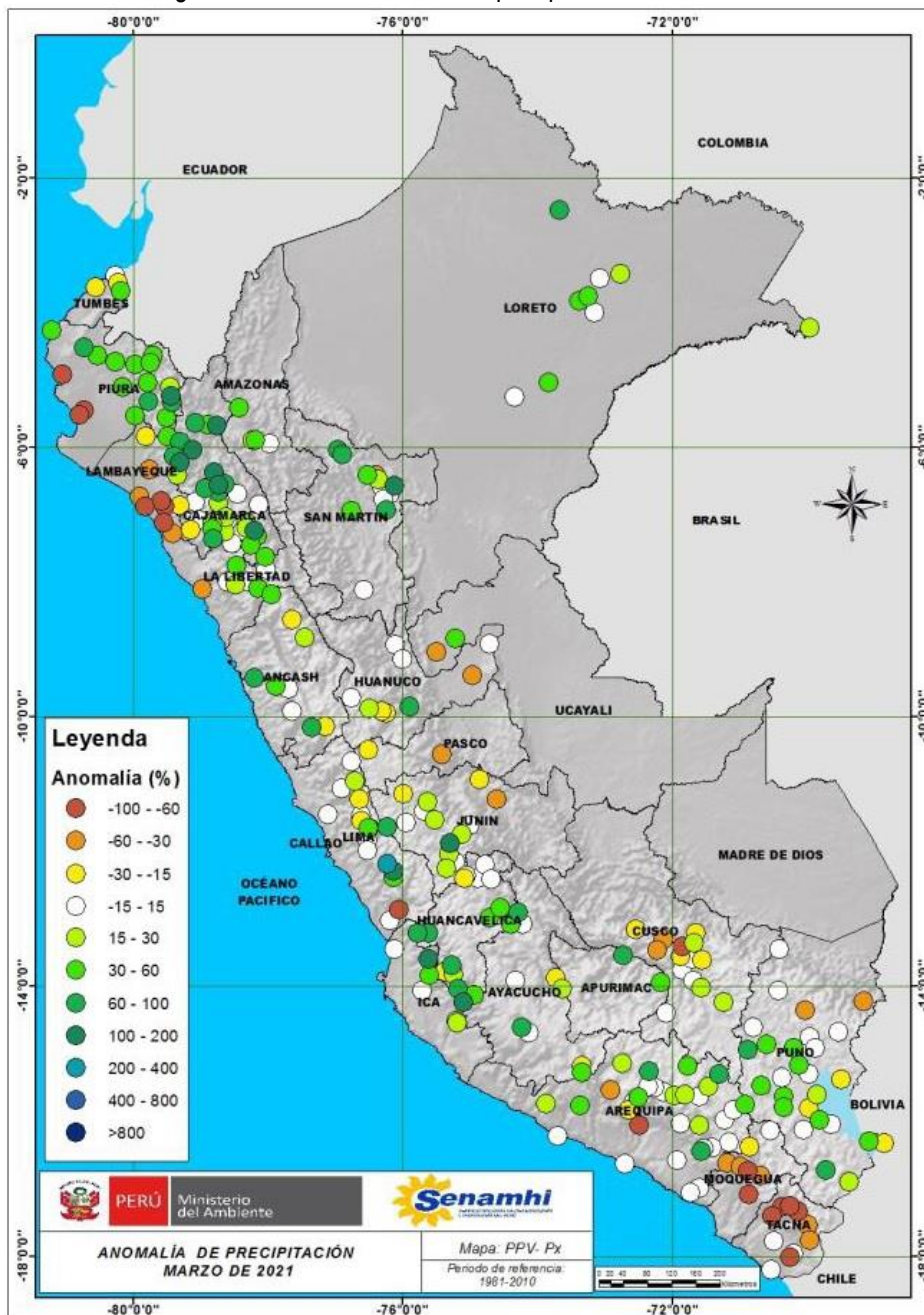 -80°0'0" -76°0'0" -72°0'0"
COLOMBIA
ECUADOR
-2°0'0"
TUMBES
LORETO
PIURA
AMAZONAS
-6°0'0"
LAMBAYEQUE
CAJAMARCA
SAN MARTIN
BRASIL
LA LIBERTAD
ANCASH
HUANUCO
UCAYALI
-10°0'0"
PASCO
JUNIN
LIMA
CALLAO
MADRE DE DIOS
OCÉANO
PACIFICO
HUANCAVELICA
CUSCO
ICA
AYACUCHO
APURIMAC
-14°0'0"
PUNO
AREQUIPA
BOLIVIA
MOQUEGUA
TACNA
-18°0'0"
CHILE
Leyenda
Anomalía (%)
-100 - -60
-60 - -30
-30 - -15
-15 - 15
15 - 30
30 - 60
60 - 100
100 - 200
200 - 400
400 - 800
>800
PERÚ
Ministerio
del Ambiente
Senamhi
ANOMALÍA DE PRECIPITACIÓN
MARZO DE 2021
Mapa: PPV- Px
Periodo de referencia:
1981-2010
-80°0'0" -76°0'0" -72°0'0"